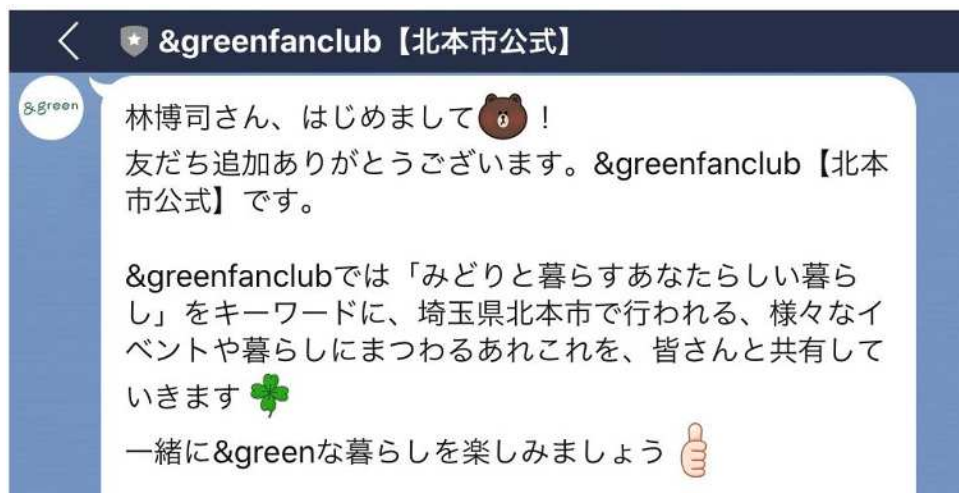 &greenfanclub【北本市公式】
&green
林博司さん、はじめまして！
友だち追加ありがとうございます。&greenfanclub【北本
市公式】です。
&greenfanclubでは「みどりと暮らすあなたらしい暮ら
し」をキーワードに、埼玉県北本市で行われる、様々なイ
ベントや暮らしにまつわるあれこれを、皆さんと共有して
いきます
一緒に&greenな暮らしを楽しみましょう